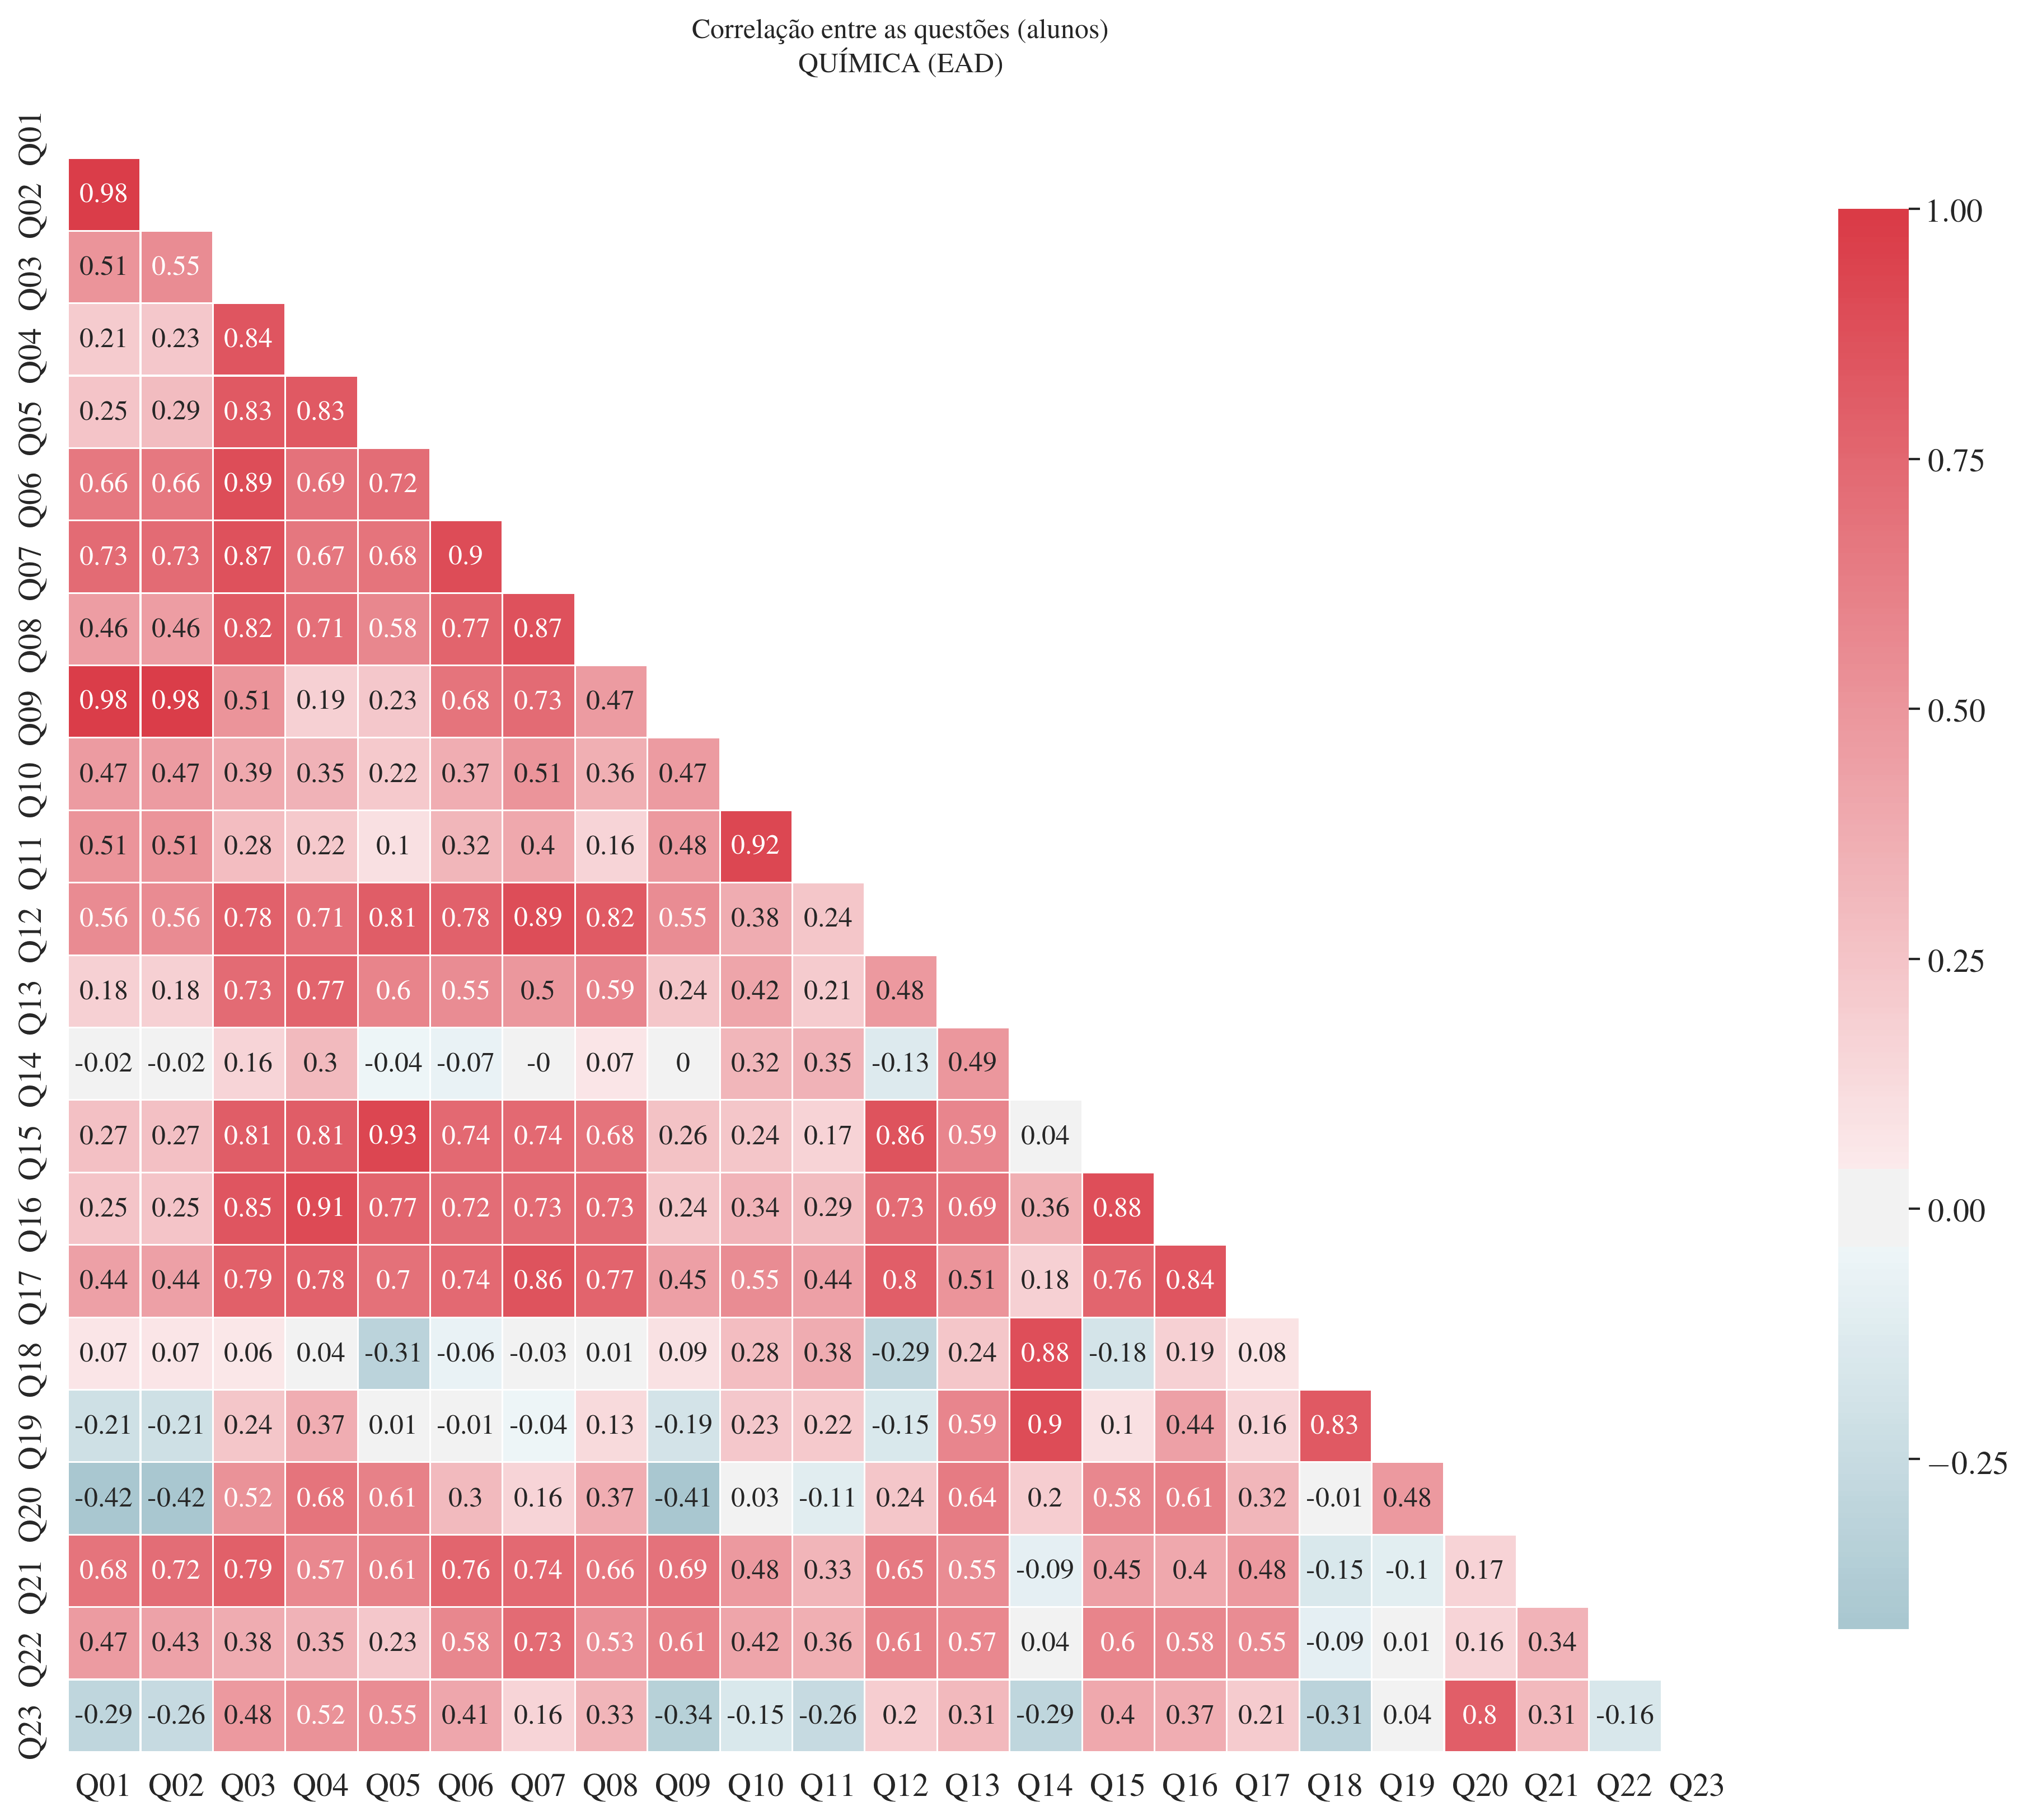 Correlação entre as questões (alunos)
QUÍMICA (EAD)
Q01
Q02 0.98
Q03 0.51 0.55
Q04 0.21 0.23 0.84
Q05 0.25 0.29 0.83 0.83
Q06 0.66 0.66 0.89 0.69 0.72
Q07 0.73 0.73 0.87 0.67 0.68 0.9
Q08 0.46 0.46 0.82 0.71 0.58 0.77 0.87
Q09 0.98 0.98 0.51 0.19 0.23 0.68 0.73 0.47
Q10 0.47 0.47 0.39 0.35 0.22 0.37 0.51 0.36 0.47
Q11 0.51 0.51 0.28 0.22 0.1 0.32 0.4 0.16 0.48 0.92
Q12 0.56 0.56 0.78 0.71 0.81 0.78 0.89 0.82 0.55 0.38 0.24
Q13 0.18 0.18 0.73 0.77 0.6 0.55 0.5 0.59 0.24 0.42 0.21 0.48
Q14 -0.02 -0.02 0.16 0.3 -0.04 -0.07 -0 0.07 0 0.32 0.35 -0.13 0.49
Q15 0.27 0.27 0.81 0.81 0.93 0.74 0.74 0.68 0.26 0.24 0.17 0.86 0.59 0.04
Q16 0.25 0.25 0.85 0.91 0.77 0.72 0.73 0.73 0.24 0.34 0.29 0.73 0.69 0.36 0.88
Q17 0.44 0.44 0.79 0.78 0.7 0.74 0.86 0.77 0.45 0.55 0.44 0.8 0.51 0.18 0.76 0.84
Q18 0.07 0.07 0.06 0.04 -0.31 -0.06 -0.03 0.01 0.09 0.28 0.38 -0.29 0.24 0.88 -0.18 0.19 0.08
Q19 -0.21 -0.21 0.24 0.37 0.01 -0.01 -0.04 0.13 -0.19 0.23 0.22 -0.15 0.59 0.9 0.1 0.44 0.16 0.83
Q20 -0.42 -0.42 0.52 0.68 0.61 0.3 0.16 0.37 -0.41 0.03 -0.11 0.24 0.64 0.2 0.58 0.61 0.32 -0.01 0.48
Q21 0.68 0.72 0.79 0.57 0.61 0.76 0.74 0.66 0.69 0.48 0.33 0.65 0.55 -0.09 0.45 0.4 0.48 -0.15 -0.1 0.17
Q22 0.47 0.43 0.38 0.35 0.23 0.58 0.73 0.53 0.61 0.42 0.36 0.61 0.57 0.04 0.6 0.58 0.55 -0.09 0.01 0.16 0.34
Q23 -0.29 -0.26 0.48 0.52 0.55 0.41 0.16 0.33 -0.34 -0.15 -0.26 0.2 0.31 -0.29 0.4 0.37 0.21 -0.31 0.04 0.8 0.31 -0.16
Q01 Q02 Q03 Q04 Q05 Q06 Q07 Q08 Q09 Q10 Q11 Q12 Q13 Q14 Q15 Q16 Q17 Q18 Q19 Q20 Q21 Q22 Q23
1.00
0.75
0.50
0.25
0.00
−0.25